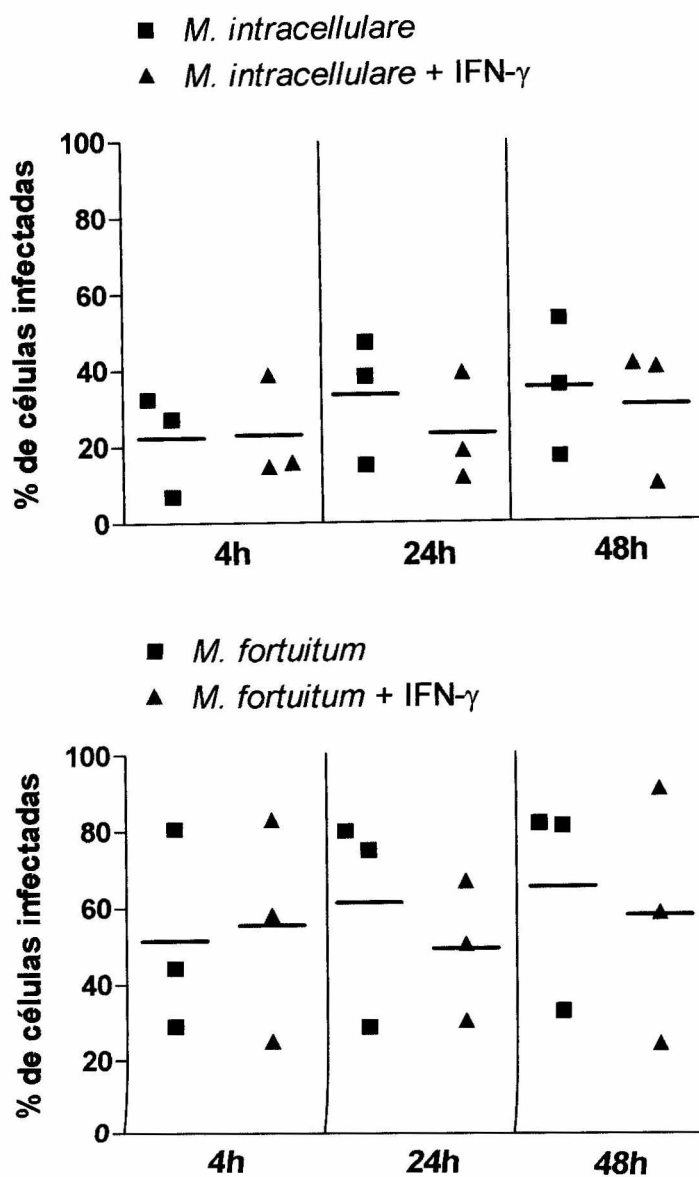 ■ M. intracellulare
▲ M. intracellulare + IFN-γ
% de células infectadas
100
80
60
40
20
0
4h 24h 48h
■ M. fortuitum
▲ M. fortuitum + IFN-γ
% de células infectadas
100
80
60
40
20
0
4h 24h 48h